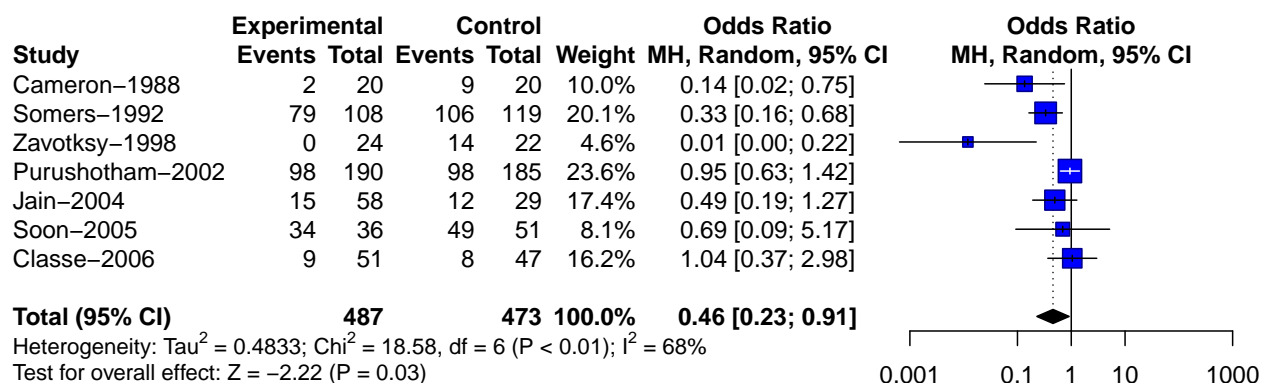 Experimental Control Odds Ratio Odds Ratio
Study Events Total Events Total Weight MH, Random, 95% CI MH, Random, 95% CI
Cameron−1988 2 20 9 20 10.0% 0.14 [0.02; 0.75]
Somers−1992 79 108 106 119 20.1% 0.33 [0.16; 0.68]
Zavotksy−1998 0 24 14 22 4.6% 0.01 [0.00; 0.22]
Purushotham−2002 98 190 98 185 23.6% 0.95 [0.63; 1.42]
Jain−2004 15 58 12 29 17.4% 0.49 [0.19; 1.27]
Soon−2005 34 36 49 51 8.1% 0.69 [0.09; 5.17]
Classe−2006 9 51 8 47 16.2% 1.04 [0.37; 2.98]
Total (95% CI) 487 473 100.0% 0.46 [0.23; 0.91]
Heterogeneity: Tau² = 0.4833; Chi² = 18.58, df = 6 (P < 0.01); I² = 68%
Test for overall effect: Z = −2.22 (P = 0.03)
0.001 0.1 1 10 1000